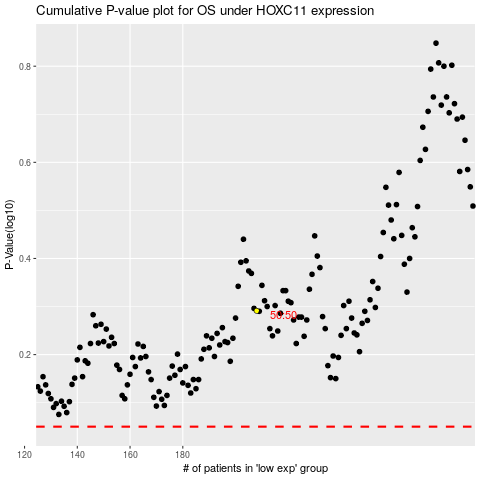 Cumulative P-value plot for OS under HOXC11 expression
P-Value(log10)
0.8
0.6
0.4
0.2
50:50
120 140 160 180
# of patients in 'low exp' group